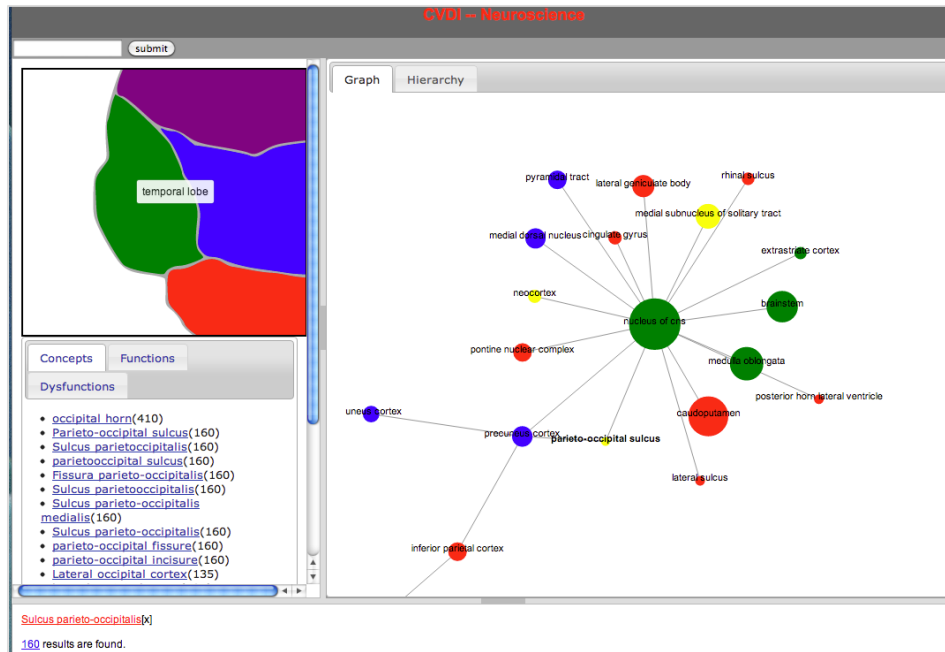 CVDI – Neuroscience
submit
temporal lobe
Concepts
Functions
Dysfunctions
occipital horn(410)
Parieto-occipital sulcus(160)
Sulcus parietoccipitalis(160)
parietooccipital sulcus(160)
Fissura parieto-occipitalis(160)
Sulcus parietooccipitalis(160)
Sulcus parieto-occipitalis
medialis(160)
Sulcus parieto-occipitalis(160)
parieto-occipital fissure(160)
parieto-occipital incisure(160)
Lateral occipital cortex(135)
Graph
Hierarchy
pyramidal tract
lateral geniculate body
rhinal sulcus
medial subnucleus of solitary tract
medial dorsal nucleus
cingulate gyrus
extrastriate cortex
neocortex
brainstem
nucleus of cns
pontine nuclear complex
medulla oblongata
posterior horn lateral ventricle
uneus cortex
caudoputamen
precuneus cortex
parieto-occipital sulcus
lateral sulcus
inferior parietal cortex
Sulcus parieto-occipitalis[x]
160 results are found.